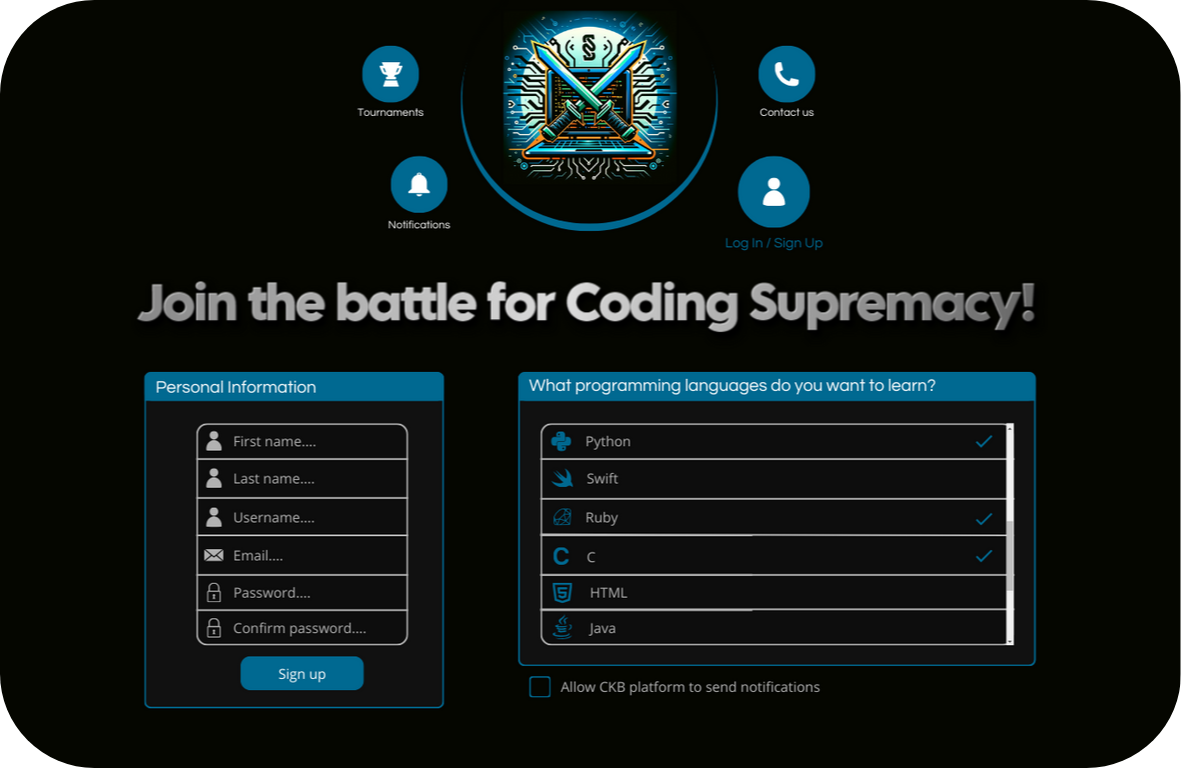 Tournaments
Contact us
Notifications
Log In / Sign Up
Join the battle for Coding Supremacy!
Personal Information
First name....
Last name....
Username....
Email....
Password....
Confirm password....
Sign up
What programming languages do you want to learn?
Python
Swift
Ruby
C
HTML
Java
Allow CKB platform to send notifications